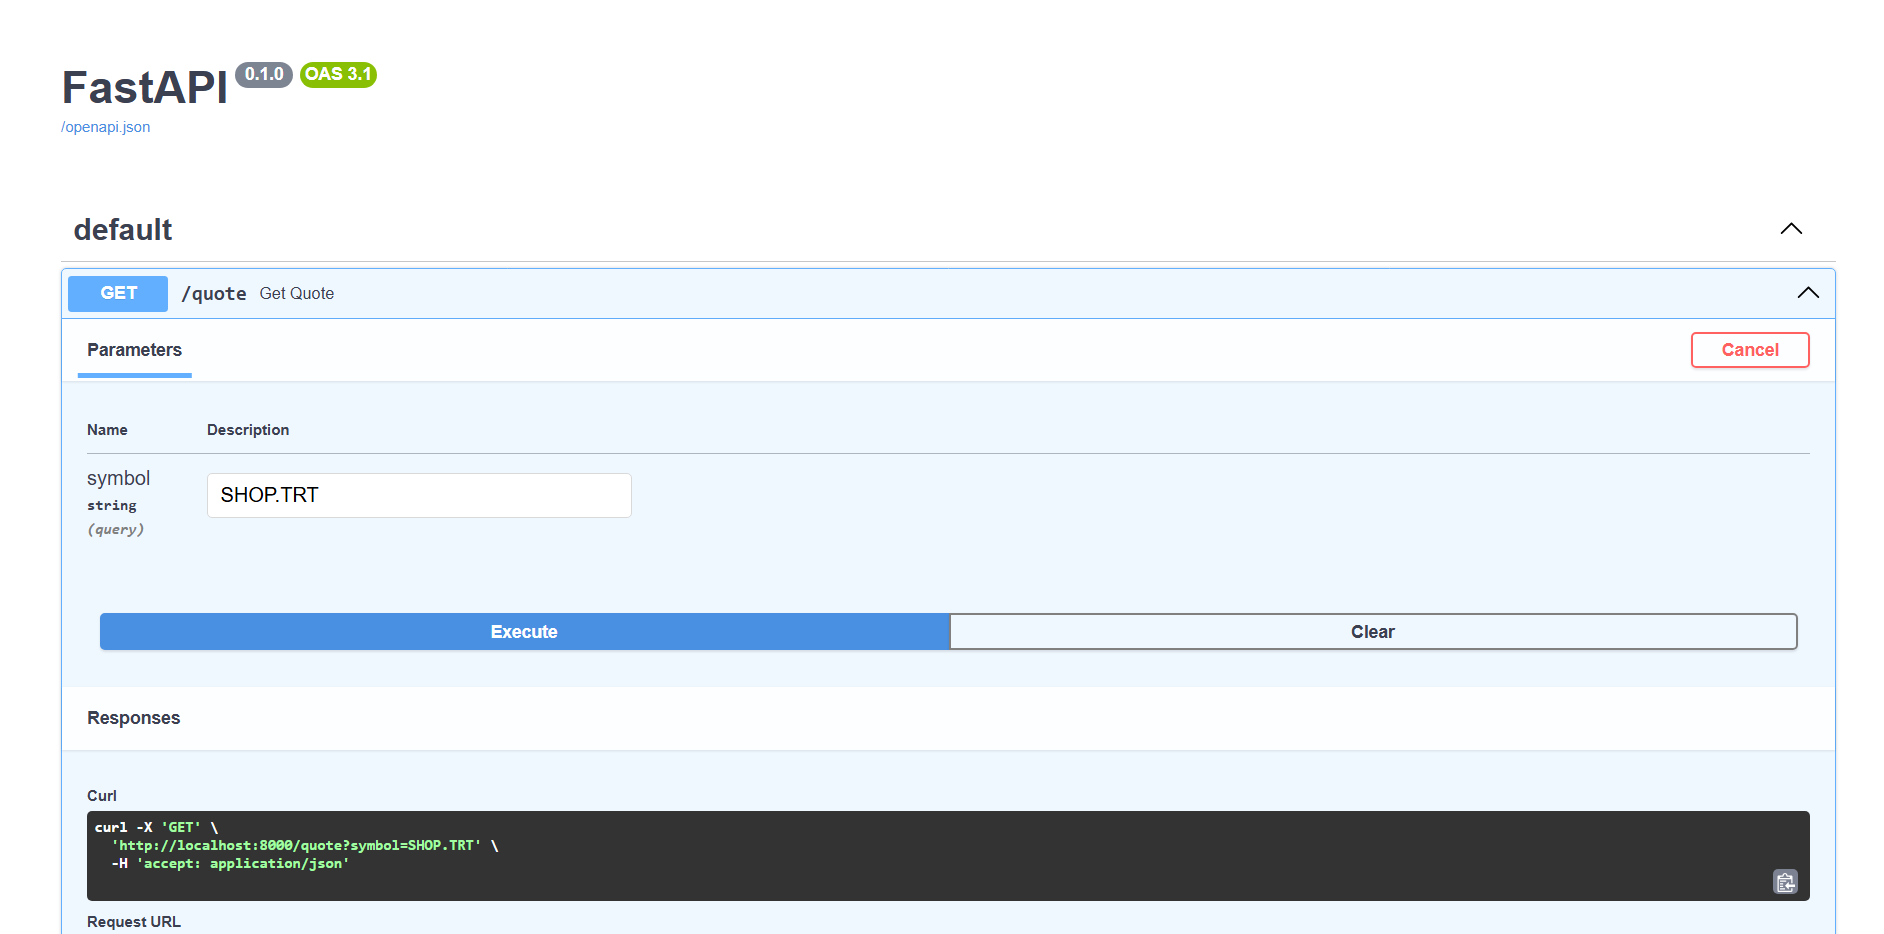 FastAPI 0.1.0 OAS 3.1
/openapi.json
default
GET /quote Get Quote
Parameters
Cancel
Name Description
symbol
string
(query)
SHOP.TRT
Execute
Clear
Responses
Curl
curl -X 'GET' \
  'http://localhost:8000/quote?symbol=SHOP.TRT' \
  -H 'accept: application/json'
Request URL